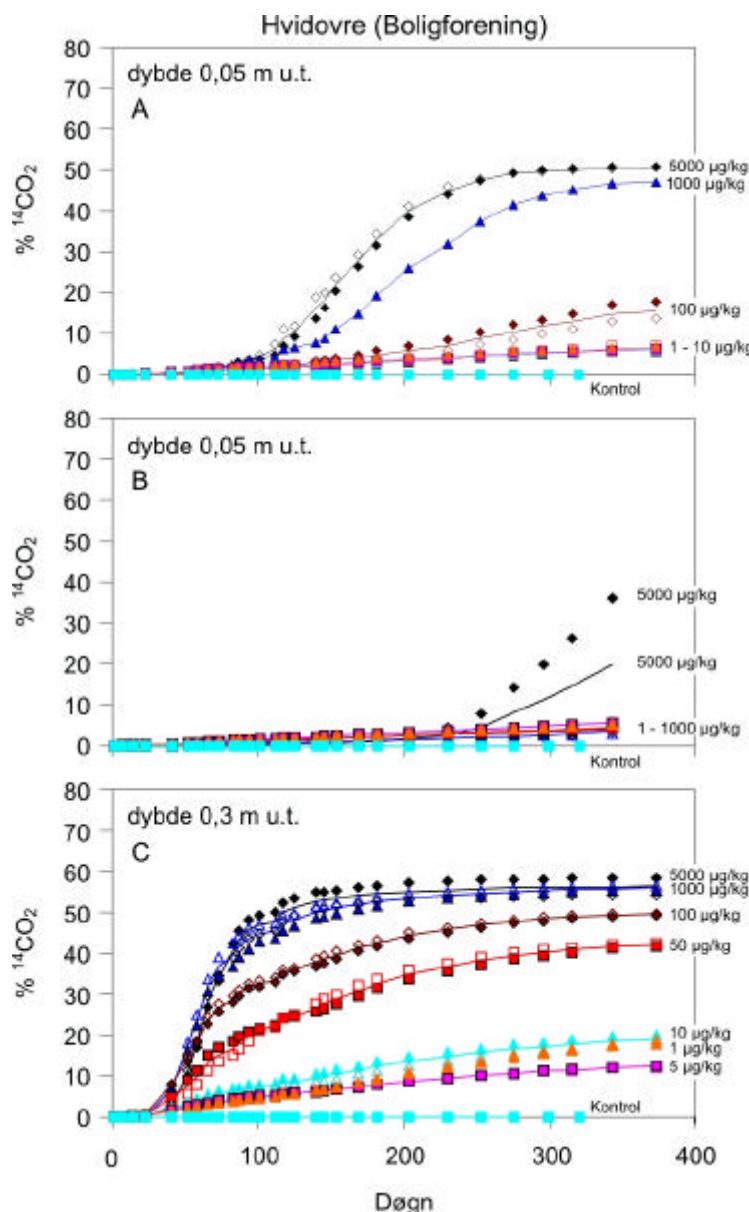 Hvidovre (Boligforening)
80
70
60
50
40
30
20
10
0
% ¹⁴CO₂
dybde 0,05 m u.t.
A
5000 µg/kg
1000 µg/kg
100 µg/kg
1 - 10 µg/kg
Kontrol
80
70
60
50
40
30
20
10
0
% ¹⁴CO₂
dybde 0,05 m u.t.
B
5000 µg/kg
5000 µg/kg
1 - 1000 µg/kg
Kontrol
80
70
60
50
40
30
20
10
0
% ¹⁴CO₂
dybde 0,3 m u.t.
C
5000 µg/kg
1000 µg/kg
100 µg/kg
50 µg/kg
10 µg/kg
1 µg/kg
5 µg/kg
Kontrol
0 100 200 300 400
Døgn